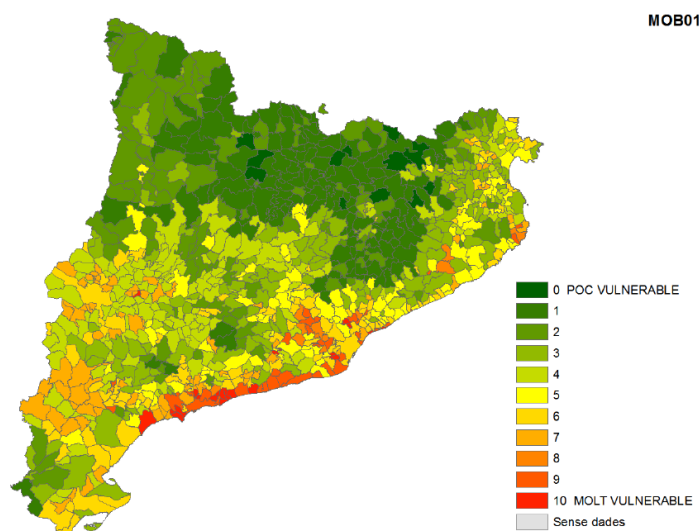 MOB01
0 POC VULNERABLE
1
2
3
4
5
6
7
8
9
10 MOLT VULNERABLE
Sense dades